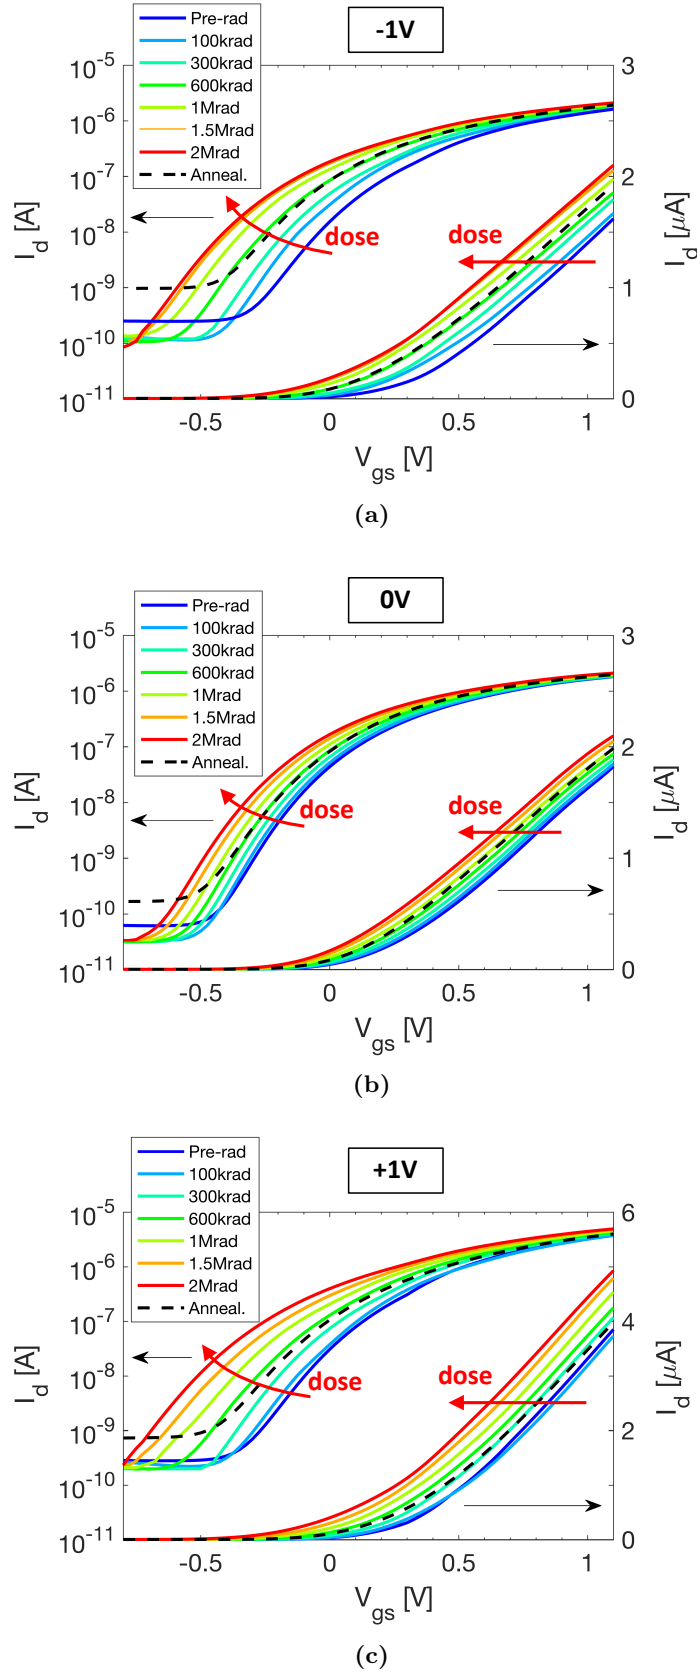 -1V
Pre-rad
100krad
300krad
600krad
1Mrad
1.5Mrad
2Mrad
Anneal.
10⁻⁵
10⁻⁶
10⁻⁷
10⁻⁸
10⁻⁹
10⁻¹⁰
10⁻¹¹
I_d [A]
dose
dose
3
2
1
0
I_d [μA]
-0.5 0 0.5 1
V_gs [V]
(a)
0V
Pre-rad
100krad
300krad
600krad
1Mrad
1.5Mrad
2Mrad
Anneal.
10⁻⁵
10⁻⁶
10⁻⁷
10⁻⁸
10⁻⁹
10⁻¹⁰
10⁻¹¹
I_d [A]
dose
dose
3
2
1
0
I_d [μA]
-0.5 0 0.5 1
V_gs [V]
(b)
+1V
Pre-rad
100krad
300krad
600krad
1Mrad
1.5Mrad
2Mrad
Anneal.
10⁻⁵
10⁻⁶
10⁻⁷
10⁻⁸
10⁻⁹
10⁻¹⁰
10⁻¹¹
I_d [A]
dose
dose
6
4
2
0
I_d [μA]
-0.5 0 0.5 1
V_gs [V]
(c)